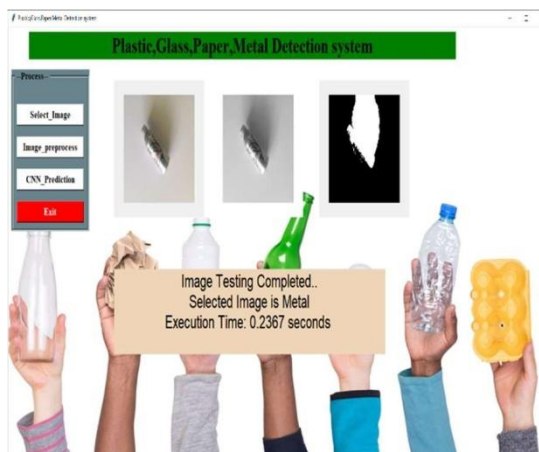 Plastic,Glass,Paper,Metal Detection system
--Process--
Select_Image
Image_preprocess
CNN_Prediction
Exit
Image Testing Completed..
Selected Image is Metal
Execution Time: 0.2367 seconds